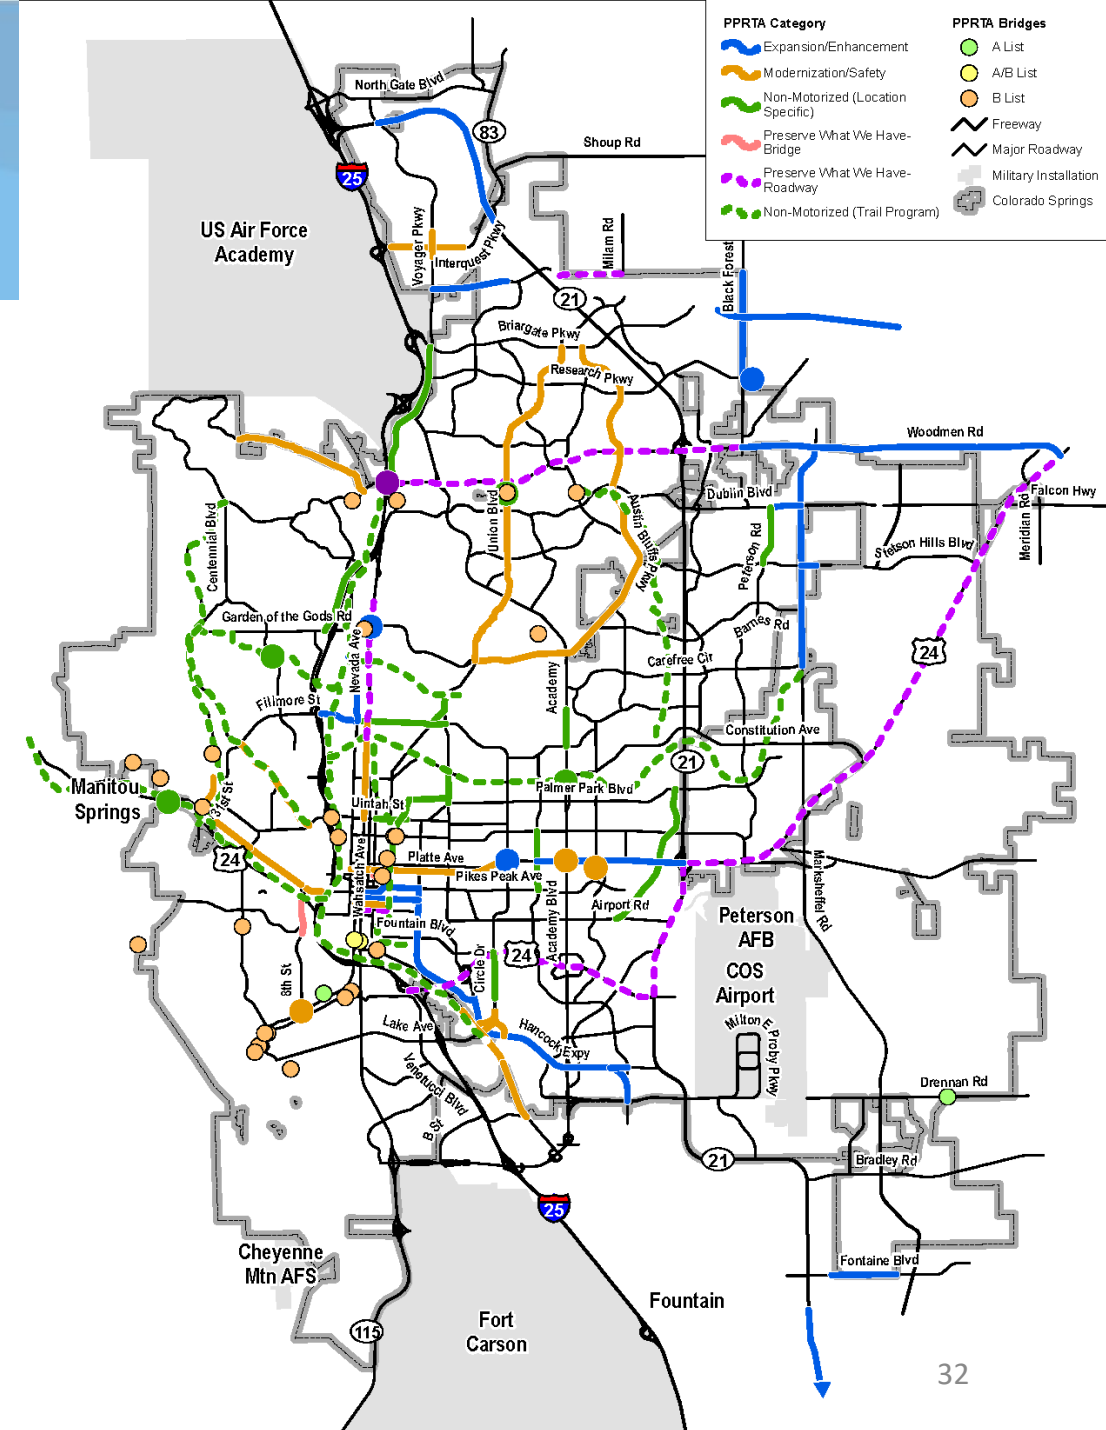 PPRTA Category
Expansion/Enhancement
Modernization/Safety
Non-Motorized (Location
Specific)
Preserve What We Have-
Bridge
Preserve What We Have-
Roadway
Non-Motorized (Trail Program)
PPRTA Bridges
A List
A/B List
B List
Freeway
Major Roadway
Military Installation
Colorado Springs
North Gate Blvd
83
Shoup Rd
25
US Air Force
Academy
Voyager Pkwy
Interquest Pkwy
Milam Rd
Black Forest
21
Briargate Pkwy
Research Pkwy
Woodmen Rd
Dublin Blvd
Falcon Hwy
Meridian Rd
Union Blvd
Austin Bluffs Pkwy
Centennial Blvd
Peterson Rd
Stetson Hills Blvd
Garden of the Gods Rd
Barnes Rd
Nevada Ave
24
Carefree Cir
Academy
Fillmore St
Constitution Ave
21
Manitou
Springs
31st St
Palmer Park Blvd
Uintah St
24
Platte Ave
Pikes Peak Ave
Wahsatch Ave
Marksheffel Rd
Airport Rd
Academy Blvd
Peterson
AFB
Fountain Blvd
24
Circle Dr
COS
Airport
8th St
Lake Ave
Hancock Expy
Milton E Proby Pkwy
Venetucci Blvd
Drennan Rd
B St
21
Bradley Rd
25
Cheyenne
Mtn AFS
Fontaine Blvd
Fountain
Fort
Carson
115
32